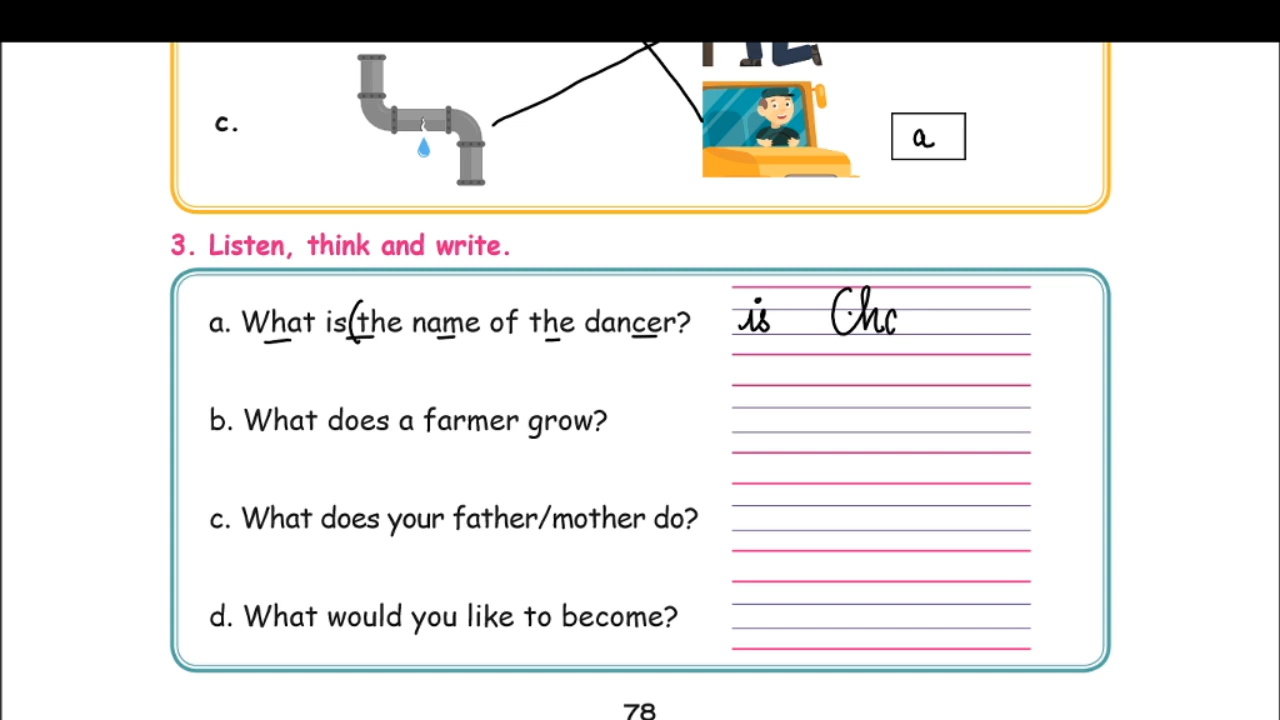 c.
a
3. Listen, think and write.
a. What is (the name of the dancer? is
b. What does a farmer grow?
c. What does your father/mother do?
d. What would you like to become?
78